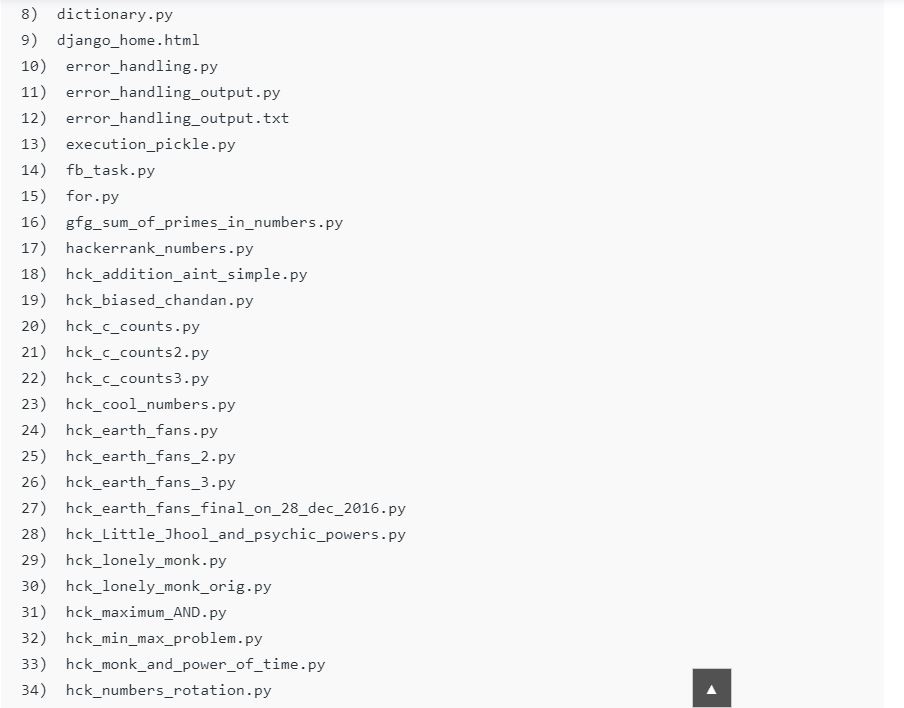 8)  dictionary.py
9)  django_home.html
10)  error_handling.py
11)  error_handling_output.py
12)  error_handling_output.txt
13)  execution_pickle.py
14)  fb_task.py
15)  for.py
16)  gfg_sum_of_primes_in_numbers.py
17)  hackerrank_numbers.py
18)  hck_addition_aint_simple.py
19)  hck_biased_chandan.py
20)  hck_c_counts.py
21)  hck_c_counts2.py
22)  hck_c_counts3.py
23)  hck_cool_numbers.py
24)  hck_earth_fans.py
25)  hck_earth_fans_2.py
26)  hck_earth_fans_3.py
27)  hck_earth_fans_final_on_28_dec_2016.py
28)  hck_Little_Jhool_and_psychic_powers.py
29)  hck_lonely_monk.py
30)  hck_lonely_monk_orig.py
31)  hck_maximum_AND.py
32)  hck_min_max_problem.py
33)  hck_monk_and_power_of_time.py
34)  hck_numbers_rotation.py